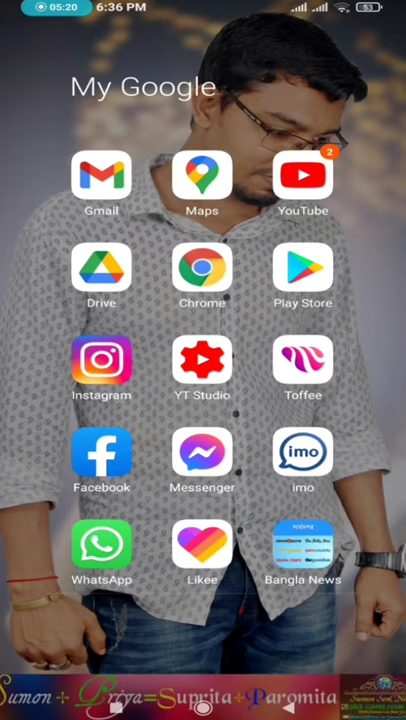 05:20 6:36 PM 53
My Google
2
Gmail Maps YouTube
Drive Chrome Play Store
Instagram YT Studio Toffee
imo
Facebook Messenger imo
WhatsApp Likee Bangla News
Sumon + Briya=Suprita+Paromita